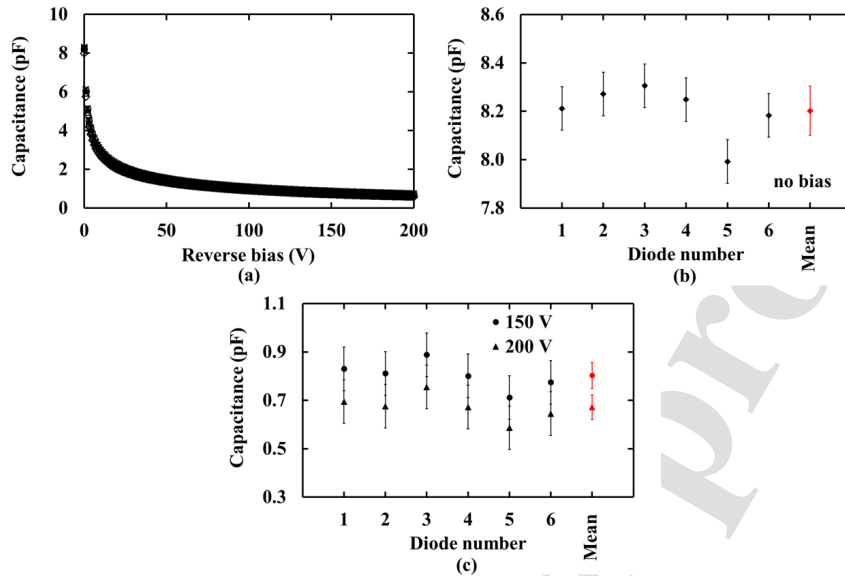 10
8
6
4
2
0
Capacitance (pF)
0 50 100 150 200
Reverse bias (V)
(a)
8.6
8.4
8.2
8.0
7.8
Capacitance (pF)
no bias
1 2 3 4 5 6 Mean
Diode number
(b)
1.1
0.9
0.7
0.5
0.3
Capacitance (pF)
150 V
200 V
1 2 3 4 5 6 Mean
Diode number
(c)